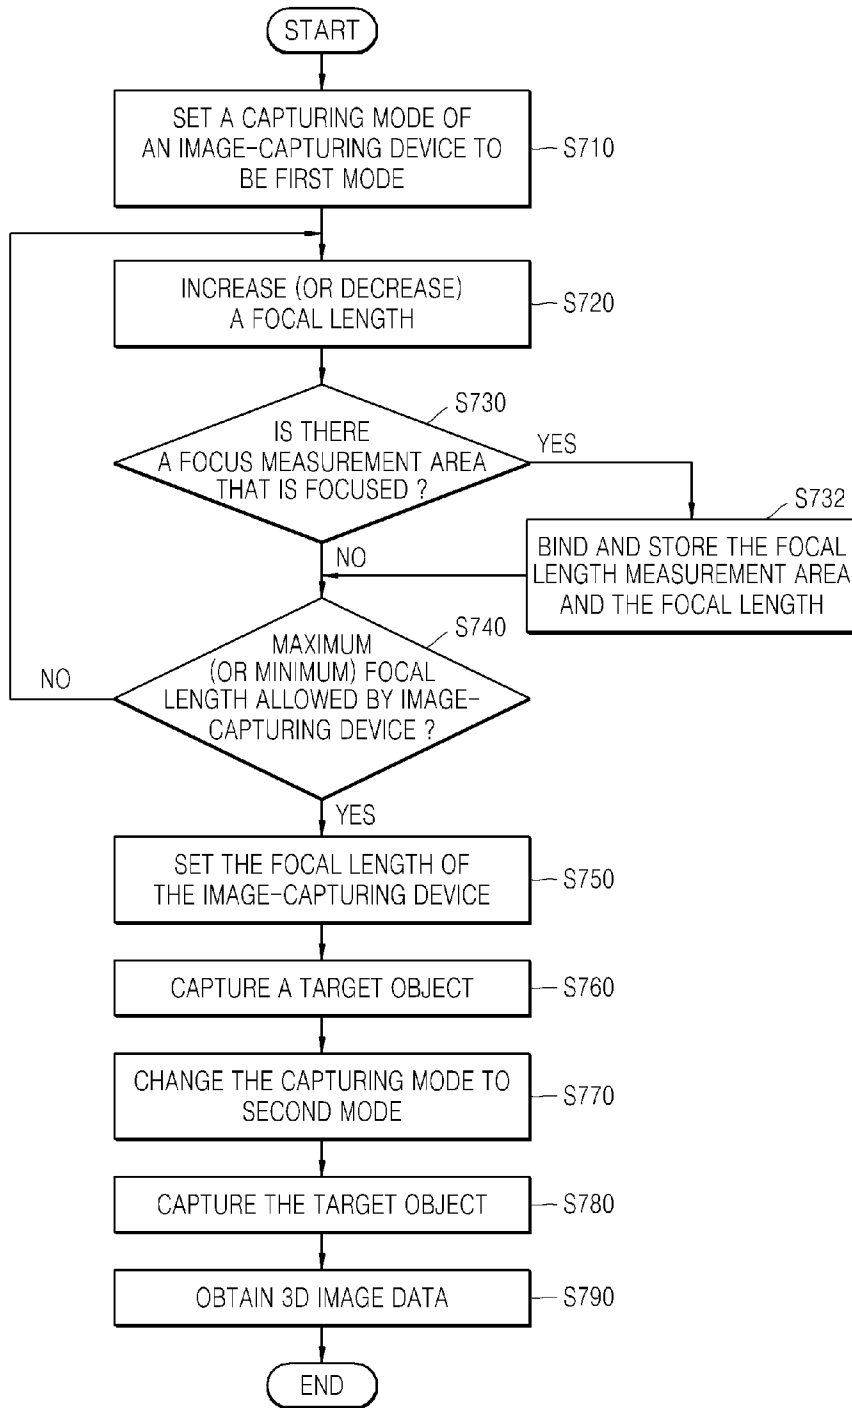 START
SET A CAPTURING MODE OF
AN IMAGE-CAPTURING DEVICE TO
BE FIRST MODE
S710
INCREASE (OR DECREASE)
A FOCAL LENGTH
S720
S730
IS THERE
A FOCUS MEASUREMENT AREA
THAT IS FOCUSED ?
YES
S732
BIND AND STORE THE FOCAL
LENGTH MEASUREMENT AREA
AND THE FOCAL LENGTH
NO
S740
MAXIMUM
(OR MINIMUM) FOCAL
LENGTH ALLOWED BY IMAGE-
CAPTURING DEVICE ?
NO
YES
SET THE FOCAL LENGTH OF
THE IMAGE-CAPTURING DEVICE
S750
CAPTURE A TARGET OBJECT
S760
CHANGE THE CAPTURING MODE TO
SECOND MODE
S770
CAPTURE THE TARGET OBJECT
S780
OBTAIN 3D IMAGE DATA
S790
END